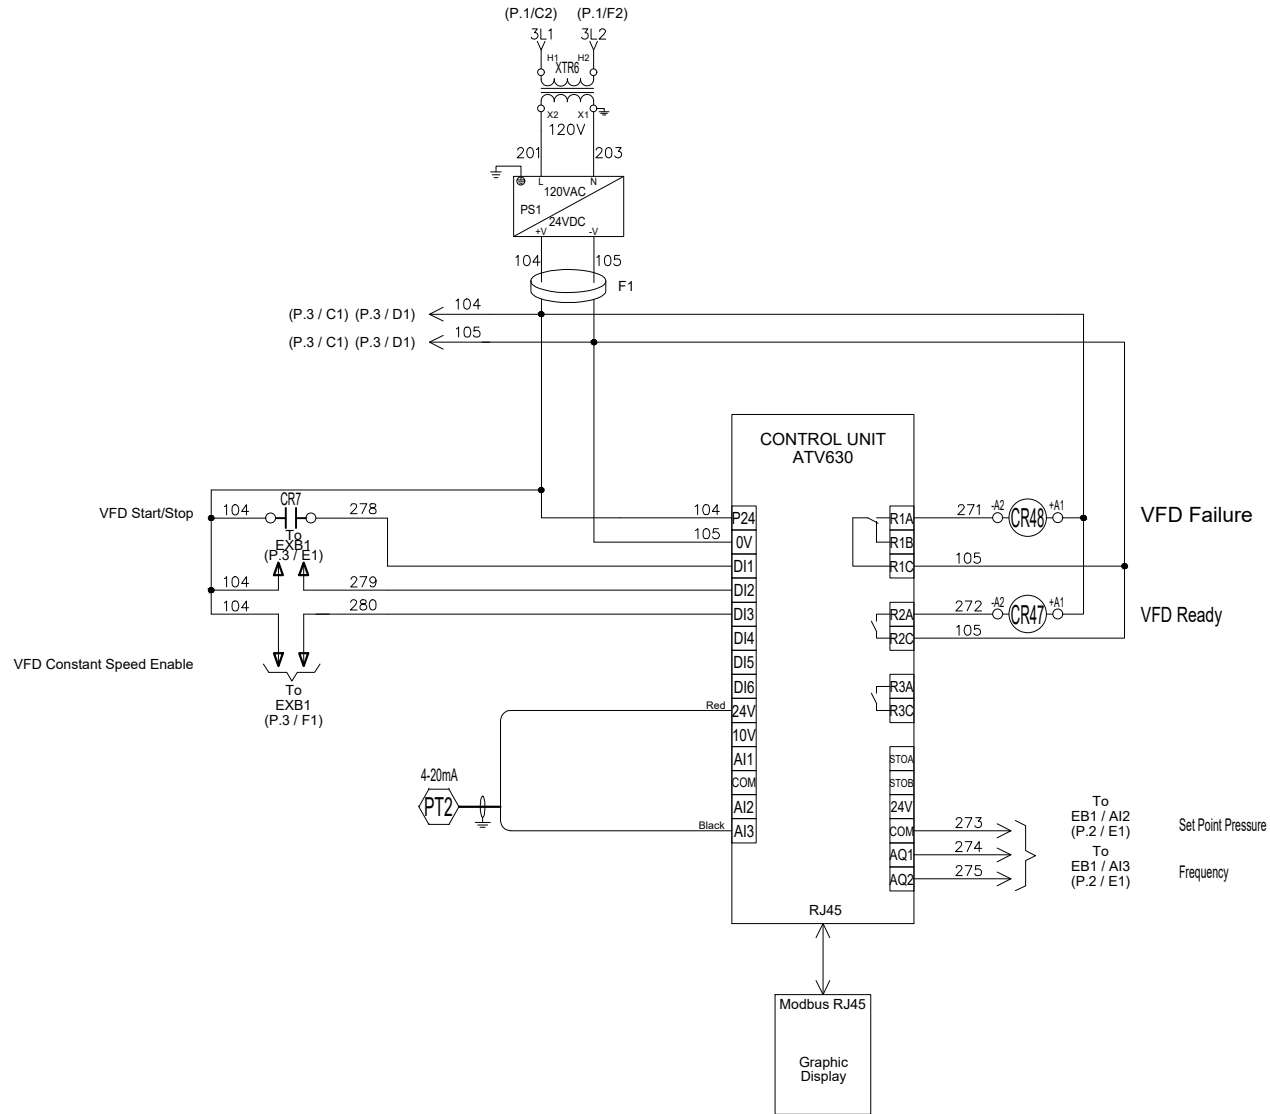 (P.1/C2) (P.1/F2)
3L1 3L2
H1 H2
XTR6
X2 X1
120V
201 203
L N
120VAC
PS1
24VDC
+V -V
104 105
F1
(P.3 / C1) (P.3 / D1) 104
(P.3 / C1) (P.3 / D1) 105
CONTROL UNIT
ATV630
VFD Start/Stop
104 CR7 278
To
EXB1
(P.3 / E1)
104 279
104 280
VFD Constant Speed Enable
To
EXB1
(P.3 / F1)
104 P24
105 0V
DI1
DI2
DI3
DI4
DI5
DI6
Red 24V
10V
AI1
COM
AI2
Black AI3
4-20mA
PT2
R1A 271 -A2 CR48 +A1 VFD Failure
R1B
R1C 105
R2A 272 -A2 CR47 +A1 VFD Ready
R2C 105
R3A
R3C
STOA
STOB
24V
COM 273
AQ1 274
AQ2 275
To
EB1 / AI2
(P.2 / E1)
Set Point Pressure
To
EB1 / AI3
(P.2 / E1)
Frequency
RJ45
Modbus RJ45
Graphic
Display